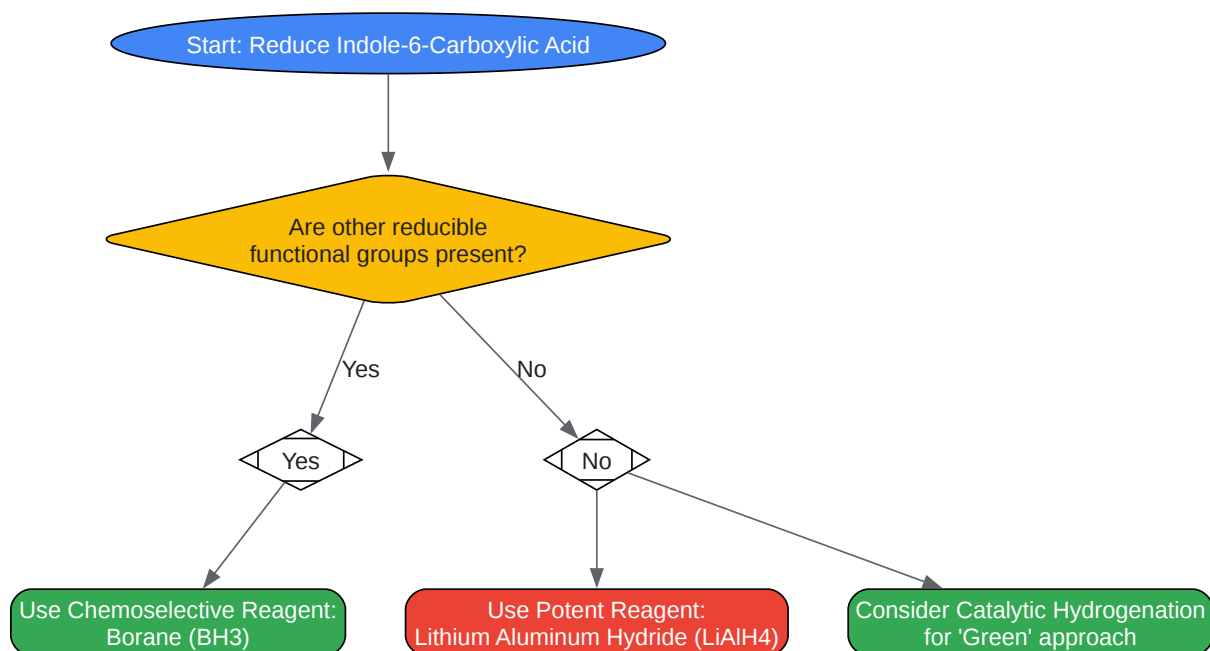 Start: Reduce Indole-6-Carboxylic Acid
Are other reducible
functional groups present?
Yes
No
Yes
No
Use Chemoselective Reagent:
Borane (BH3)
Use Potent Reagent:
Lithium Aluminum Hydride (LiAlH4)
Consider Catalytic Hydrogenation
for 'Green' approach